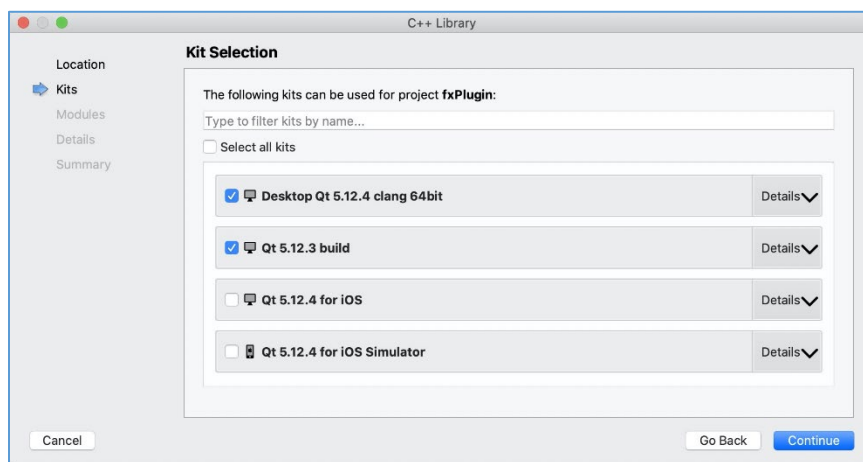 C++ Library
Location
Kits
Modules
Details
Summary
Kit Selection
The following kits can be used for project fxPlugin:
Type to filter kits by name...
Select all kits
Desktop Qt 5.12.4 clang 64bit Details
Qt 5.12.3 build Details
Qt 5.12.4 for iOS Details
Qt 5.12.4 for iOS Simulator Details
Cancel Go Back Continue